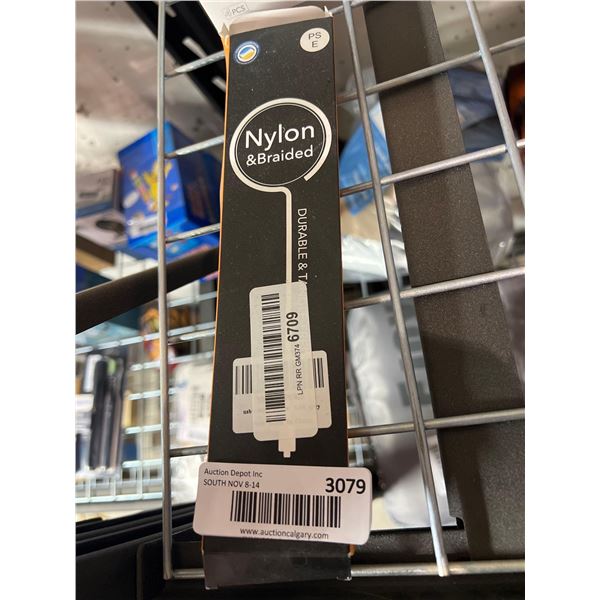 PCS
PS
E
Nylon
&Braided
DURABLE & TA
LPN RR GM374 6709
Auction Depot Inc
SOUTH NOV 8-14
3079
www.auctioncalgary.com